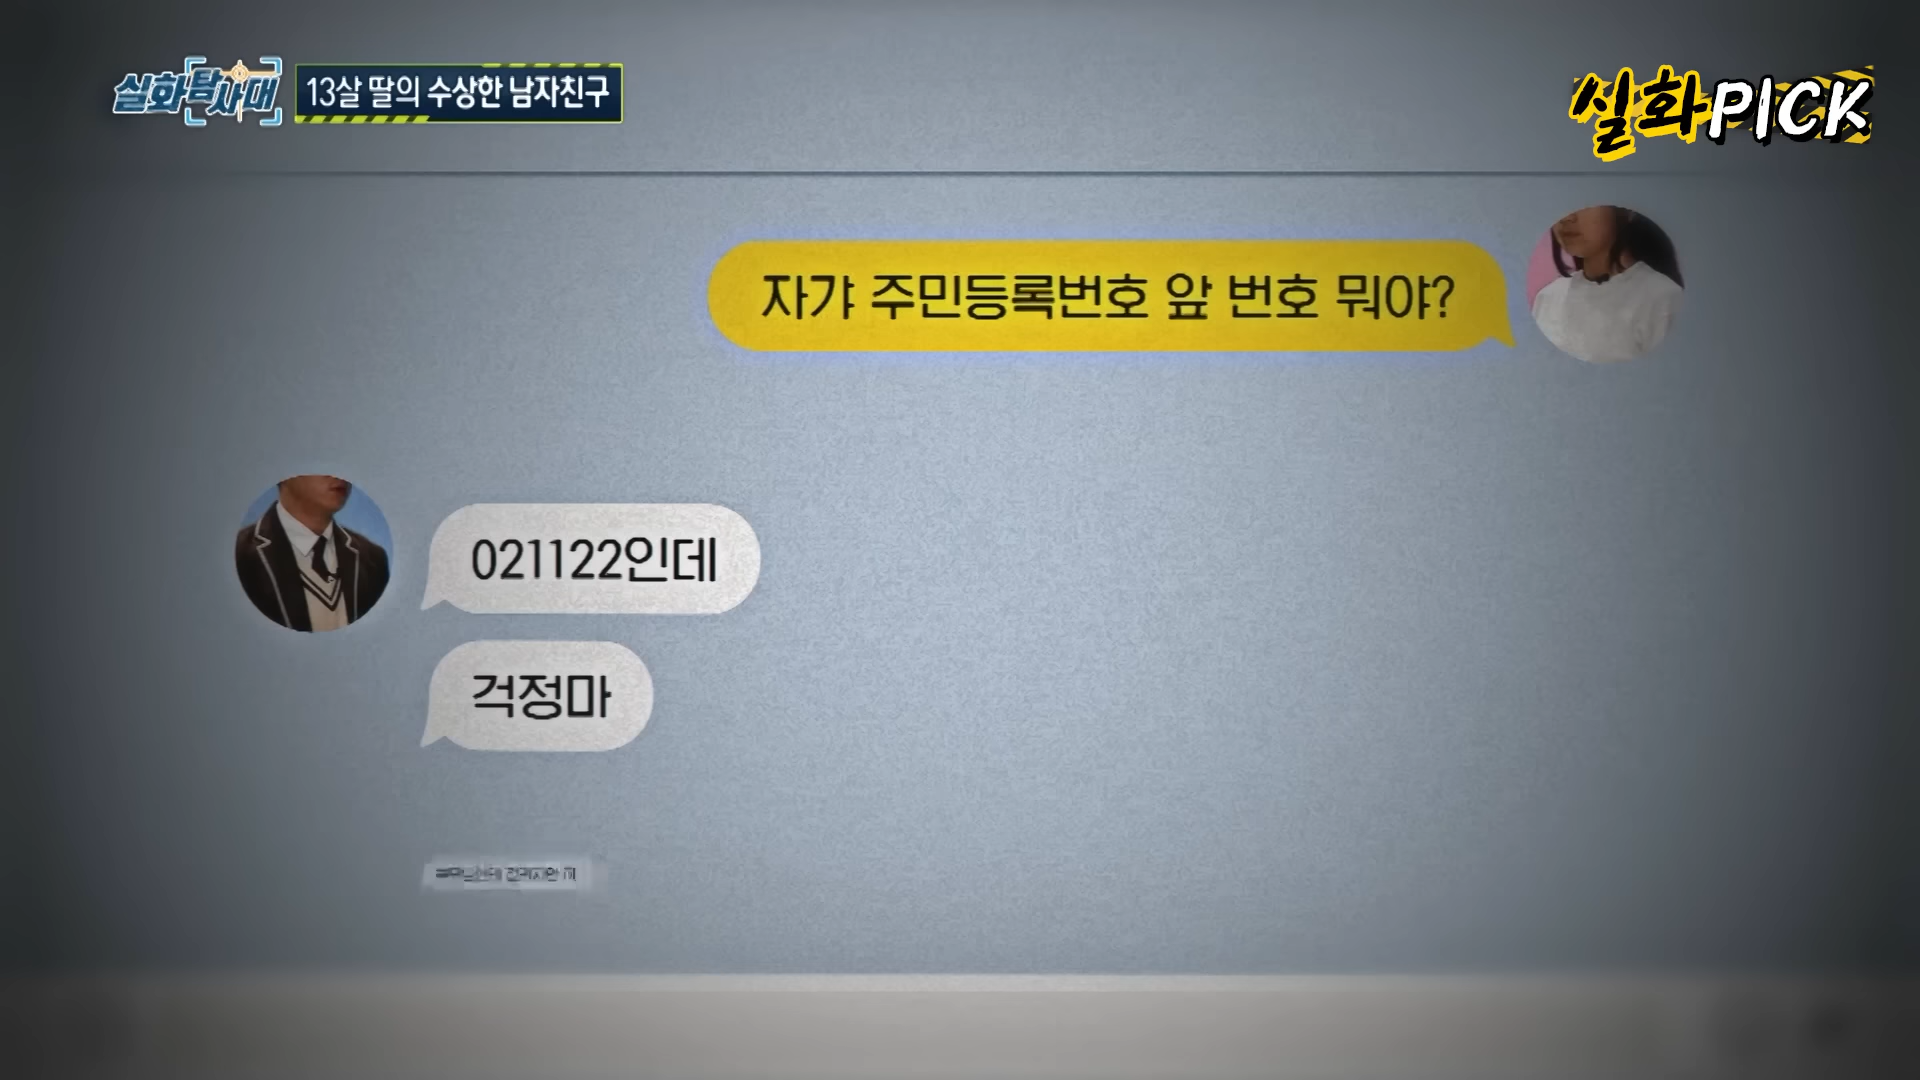 실화탐사대
13살 딸의 수상한 남자친구
실화PICK
자갸 주민등록번호 앞 번호 뭐야?
021122인데
걱정마